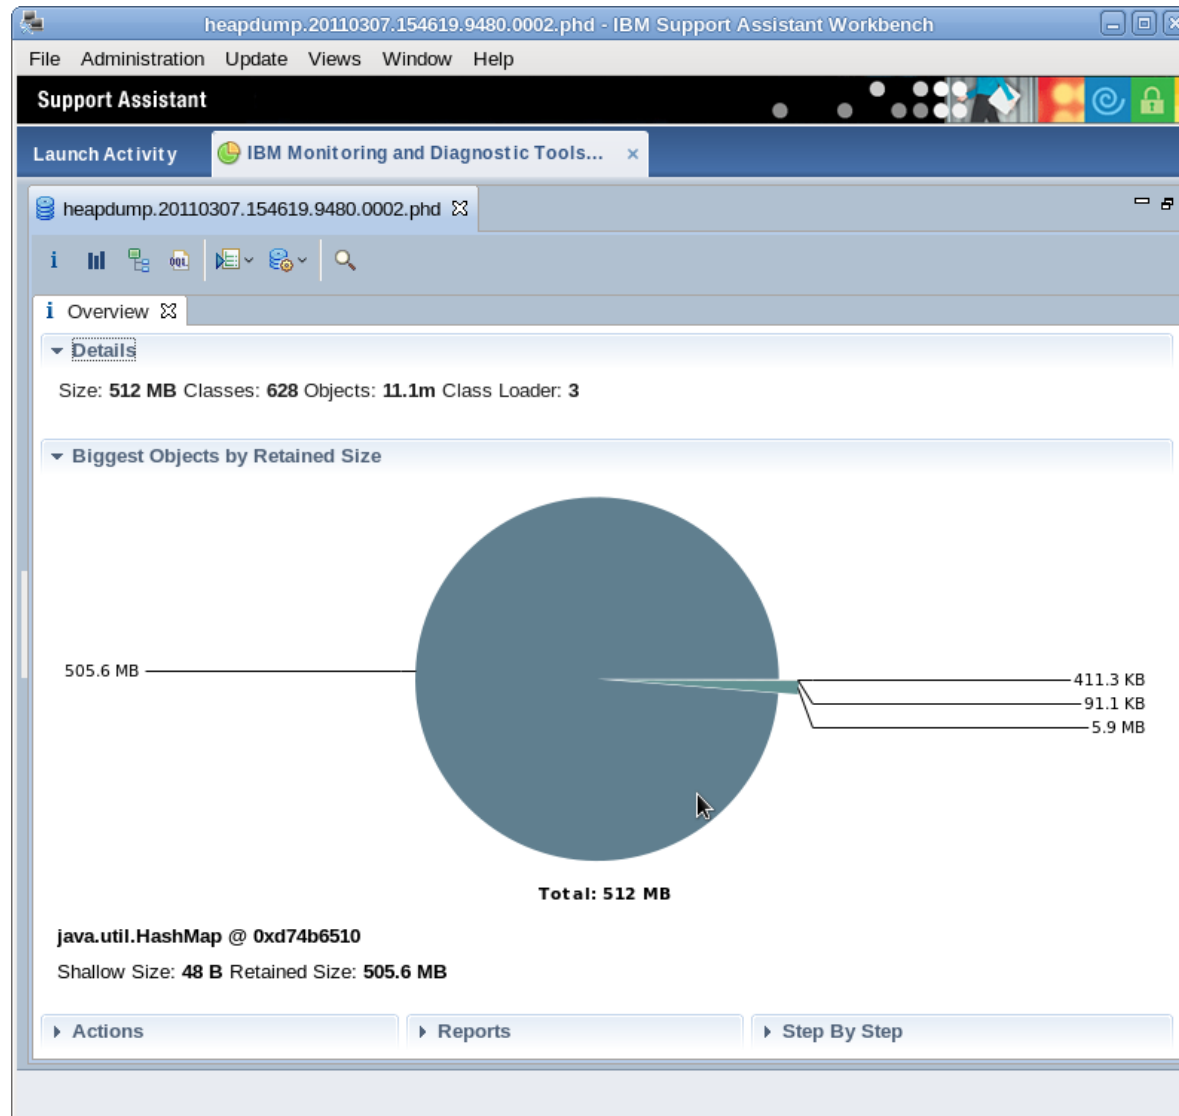 heapdump.20110307.154619.9480.0002.phd - IBM Support Assistant Workbench
File Administration Update Views Window Help
Support Assistant
Launch Activity IBM Monitoring and Diagnostic Tools...
heapdump.20110307.154619.9480.0002.phd
i OQL
i Overview
Details
Size: 512 MB Classes: 628 Objects: 11.1m Class Loader: 3
Biggest Objects by Retained Size
505.6 MB
411.3 KB
91.1 KB
5.9 MB
Total: 512 MB
java.util.HashMap @ 0xd74b6510
Shallow Size: 48 B Retained Size: 505.6 MB
Actions Reports Step By Step